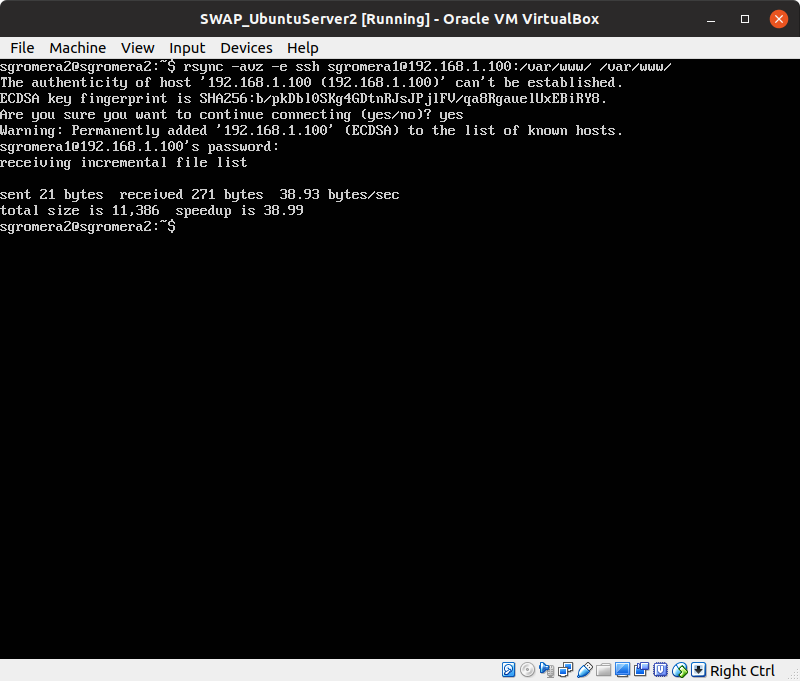 SWAP_UbuntuServer2 [Running] - Oracle VM VirtualBox
File Machine View Input Devices Help
sgromera2@sgromera2:~$ rsync -avz -e ssh sgromera1@192.168.1.100:/var/www/ /var/www/
The authenticity of host '192.168.1.100 (192.168.1.100)' can't be established.
ECDSA key fingerprint is SHA256:b/pkDbl0SKg4GDtnRJsJPjlFV/qa8RgauelUxEBiRY8.
Are you sure you want to continue connecting (yes/no)? yes
Warning: Permanently added '192.168.1.100' (ECDSA) to the list of known hosts.
sgromera1@192.168.1.100's password:
receiving incremental file list
sent 21 bytes  received 271 bytes  38.93 bytes/sec
total size is 11,386  speedup is 38.99
sgromera2@sgromera2:~$
Right Ctrl